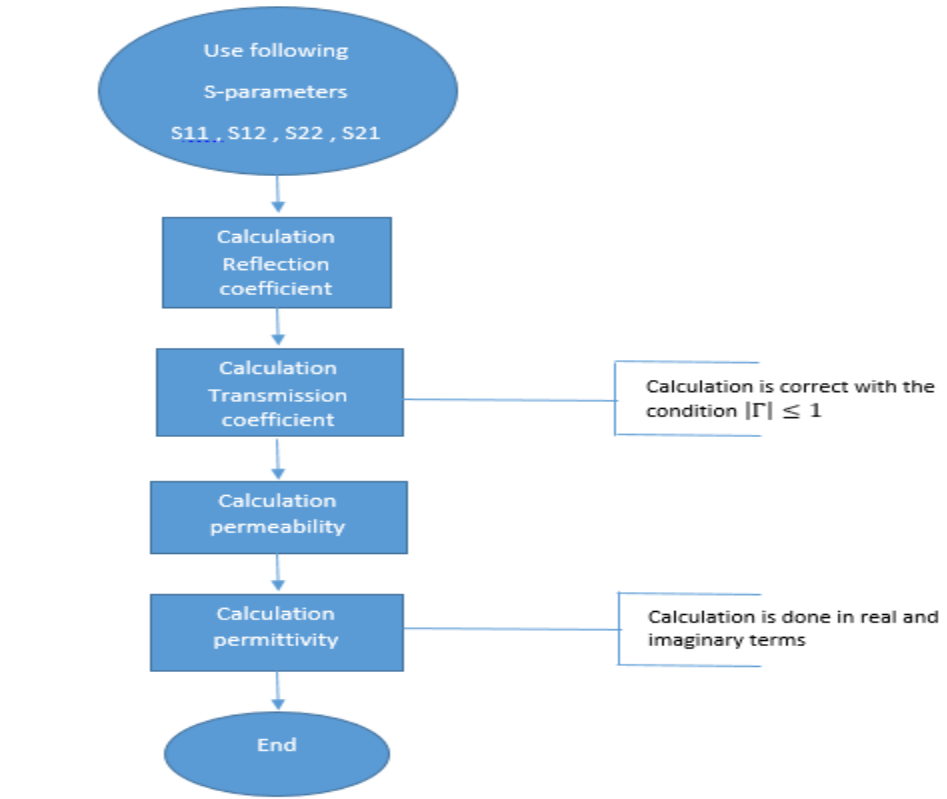 Use following
S-parameters
S11 , S12 , S22 , S21
Calculation
Reflection
coefficient
Calculation
Transmission
coefficient
Calculation is correct with the
condition |Γ| ≤ 1
Calculation
permeability
Calculation
permittivity
Calculation is done in real and
imaginary terms
End